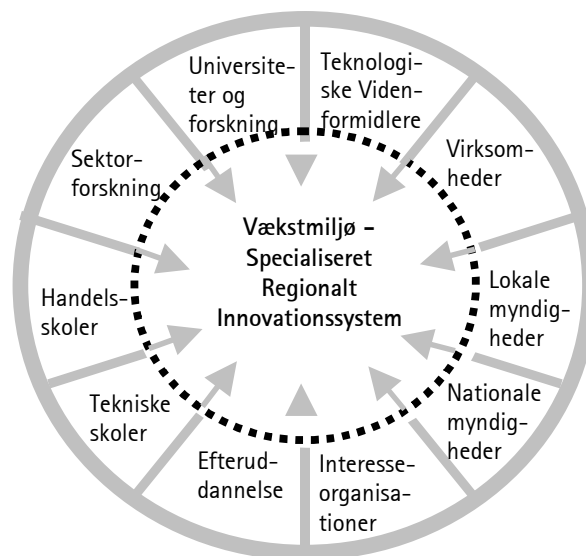 Universite-
ter og
forskning
Teknologi-
ske Viden-
formidlere
Virksom-
heder
Lokale
myndig-
heder
Nationale
myndig-
heder
Interesse-
organisa-
tioner
Efterud-
dannelse
Tekniske
skoler
Handels-
skoler
Sektor-
forskning
Vækstmiljø –
Specialiseret
Regionalt
Innovationssystem